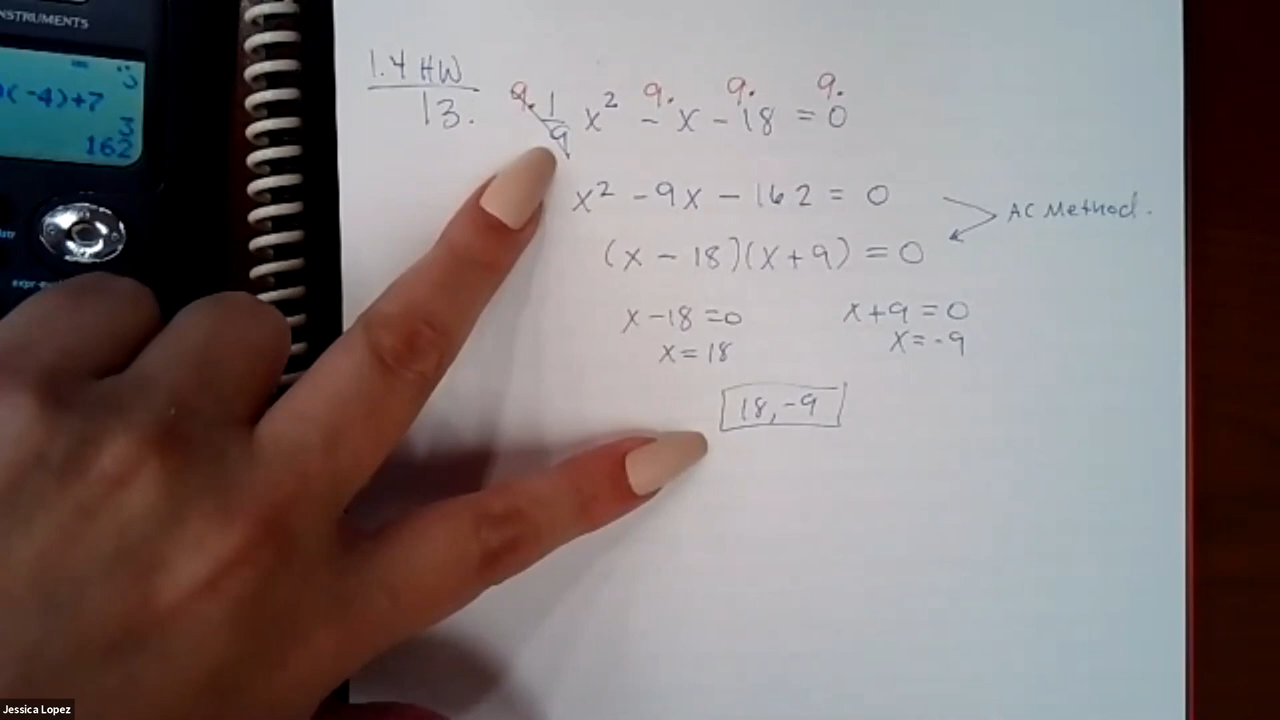 INSTRUMENTS
(-4)+7
3
162
1.4 HW
13.
9. 9. 9. 9.
1/9 x² - x - 18 = 0
x² - 9x - 162 = 0
AC Method.
(x - 18)(x + 9) = 0
x - 18 = 0 x + 9 = 0
x = 18 x = -9
18, -9
Jessica Lopez